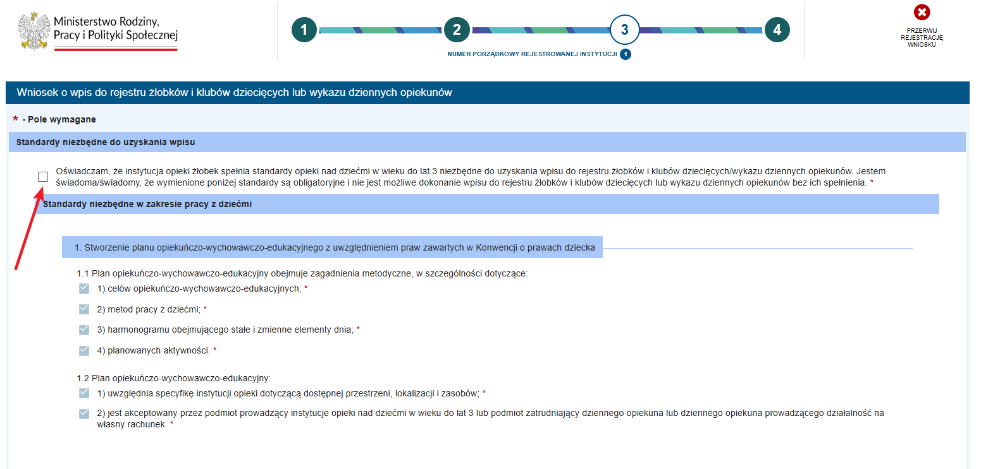 Ministerstwo Rodziny,
Pracy i Polityki Społecznej
1
2
3
4
NUMER PORZĄDKOWY REJESTROWANEJ INSTYTUCJI 1
PRZERWIJ
REJESTRACJĘ
WNIOSKU
Wniosek o wpis do rejestru żłobków i klubów dziecięcych lub wykazu dziennych opiekunów
* - Pole wymagane
Standardy niezbędne do uzyskania wpisu
Oświadczam, że instytucja opieki żłobek spełnia standardy opieki nad dziećmi w wieku do lat 3 niezbędne do uzyskania wpisu do rejestru żłobków i klubów dziecięcych/wykazu dziennych opiekunów. Jestem
świadoma/świadomy, że wymienione poniżej standardy są obligatoryjne i nie jest możliwe dokonanie wpisu do rejestru żłobków i klubów dziecięcych lub wykazu dziennych opiekunów bez ich spełnienia. *
Standardy niezbędne w zakresie pracy z dziećmi
1. Stworzenie planu opiekuńczo-wychowawczo-edukacyjnego z uwzględnieniem praw zawartych w Konwencji o prawach dziecka
1.1 Plan opiekuńczo-wychowawczo-edukacyjny obejmuje zagadnienia metodyczne, w szczególności dotyczące:
1) celów opiekuńczo-wychowawczo-edukacyjnych; *
2) metod pracy z dziećmi; *
3) harmonogramu obejmującego stałe i zmienne elementy dnia; *
4) planowanych aktywności. *
1.2 Plan opiekuńczo-wychowawczo-edukacyjny:
1) uwzględnia specyfikę instytucji opieki dotyczącą dostępnej przestrzeni, lokalizacji i zasobów; *
2) jest akceptowany przez podmiot prowadzący instytucje opieki nad dziećmi w wieku do lat 3 lub podmiot zatrudniający dziennego opiekuna lub dziennego opiekuna prowadzącego działalność na
własny rachunek. *